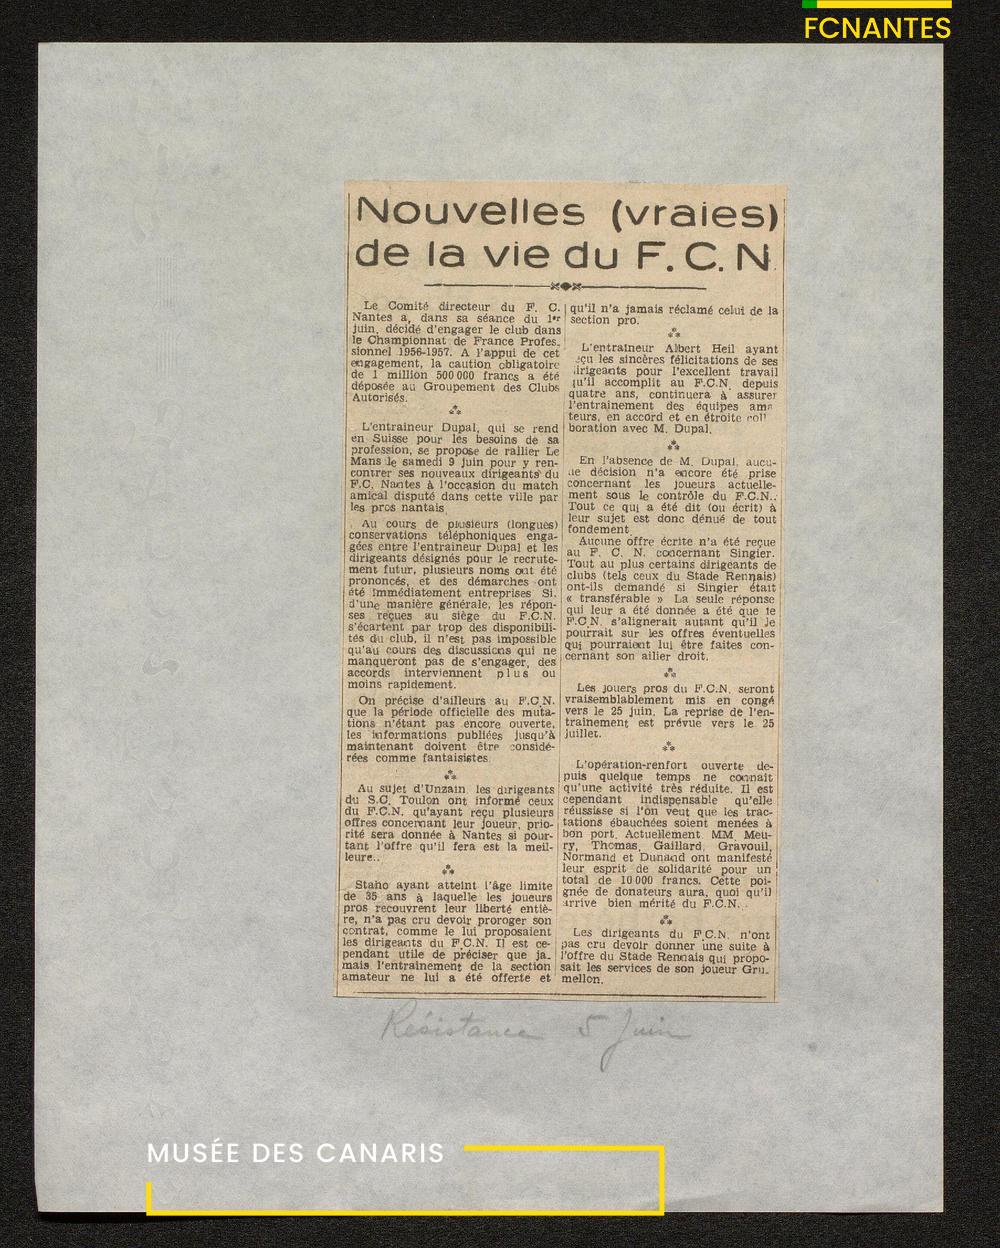 FCNANTES
Nouvelles (vraies)
de la vie du F. C. N.
Le Comité directeur du F. C.
Nantes a, dans sa séance du 1er
juin, décidé d'engager le club dans
le Championnat de France Profes-
sionnel 1956-1957. A l'appui de cet
engagement, la caution obligatoire
de 1 million 500 000 francs a été
déposée au Groupement des Clubs
Autorisés.
L'entraineur Dupal, qui se rend
en Suisse pour les besoins de sa
profession, se propose de rallier Le
Mans le samedi 9 juin pour y ren-
contrer ses nouveaux dirigeants du
F.C. Nantes à l'occasion du match
amical disputé dans cette ville par
les pros nantais
Au cours de plusieurs (longues)
conservations téléphoniques enga-
gées entre l'entraineur Dupal et les
dirigeants désignés pour le recrute-
ment futur, plusieurs noms ont été
prononcés, et des démarches ont
été immédiatement entreprises Si,
d'une manière générale, les répon-
ses reçues au siège du F.C.N.
s'écartent par trop des disponibili-
tés du club, il n'est pas impossible
qu'au cours des discussions qui ne
manqueront pas de s'engager, des
accords interviennent plus ou
moins rapidement.
On précise d'ailleurs au F.C.N.
que la période officielle des muta-
tions n'étant pas encore ouverte,
les informations publiées jusqu'à
maintenant doivent être considé-
rées comme fantaisistes
Au sujet d'Unzain les dirigeants
du S.C. Toulon ont informé ceux
du F.C.N. qu'ayant reçu plusieurs
offres concernant leur joueur, prio-
rité sera donnée à Nantes si pour-
tant l'offre qu'il fera est la meil-
leure..
Staho ayant atteint l'âge limite
de 35 ans à laquelle les joueurs
pros recouvrent leur liberté entiè-
re, n'a pas cru devoir proroger son
contrat, comme le lui proposaient
les dirigeants du F.C.N. Il est ce-
pendant utile de préciser que ja-
mais l'entrainement de la section
amateur ne lui a été offerte et
qu'il n'a jamais réclamé celui de la
section pro.
L'entraineur Albert Heil ayant
eçu les sincères félicitations de ses
dirigeants pour l'excellent travail
qu'il accomplit au F.C.N. depuis
quatre ans, continuera à assurer
l'entrainement des équipes ama
teurs, en accord et en étroite coll
boration avec M. Dupal.
En l'absence de M. Dupal, aucu-
ne décision n'a encore été prise
concernant les joueurs actuelle-
ment sous le contrôle du F.C.N..
Tout ce qui a été dit (ou écrit) à
leur sujet est donc dénué de tout
fondement
Aucune offre écrite n'a été reçue
au F. C. N. concernant Singier.
Tout au plus certains dirigeants de
clubs (tels ceux du Stade Rennais)
ont-ils demandé si Singier était
« transférable » La seule réponse
qui leur a été donnée a été que le
F.C.N. s'alignerait autant qu'il le
pourrait sur les offres éventuelles
qui pourraient lui être faites con-
cernant son ailier droit.
Les jouers pros du F.C.N. seront
vraisemblablement mis en congé
vers le 25 juin. La reprise de l'en-
trainement est prévue vers le 25
juillet.
L'opération-renfort ouverte de-
puis quelque temps ne connait
qu'une activité très réduite. Il est
cependant indispensable qu'elle
réussisse si l'on veut que les trac-
tations ébauchées soient menées à
bon port. Actuellement MM Meu-
ry, Thomas, Gaillard, Gravouil,
Normand et Dunand ont manifesté
leur esprit de solidarité pour un
total de 10 000 francs. Cette poi-
gnée de donateurs aura, quoi qu'il
arrive bien mérité du F.C.N..
Les dirigeants du F.C.N. n'ont
pas cru devoir donner une suite à
l'offre du Stade Rennais qui propo-
sait les services de son joueur Gru-
mellon.
Résistance 5 Juin
MUSÉE DES CANARIS